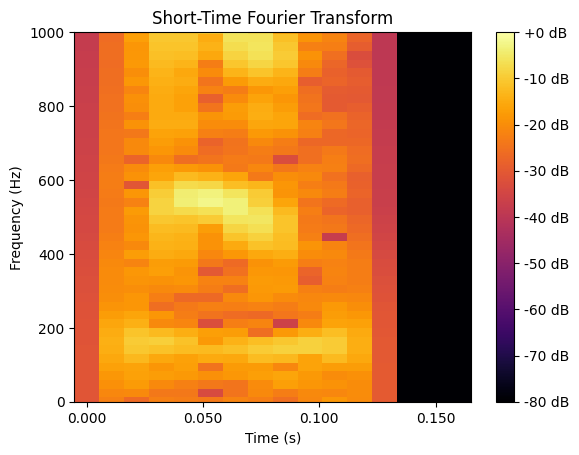 Short-Time Fourier Transform
Frequency (Hz)
1000
800
600
400
200
0
0.000
0.050
0.100
0.150
Time (s)
+0 dB
-10 dB
-20 dB
-30 dB
-40 dB
-50 dB
-60 dB
-70 dB
-80 dB